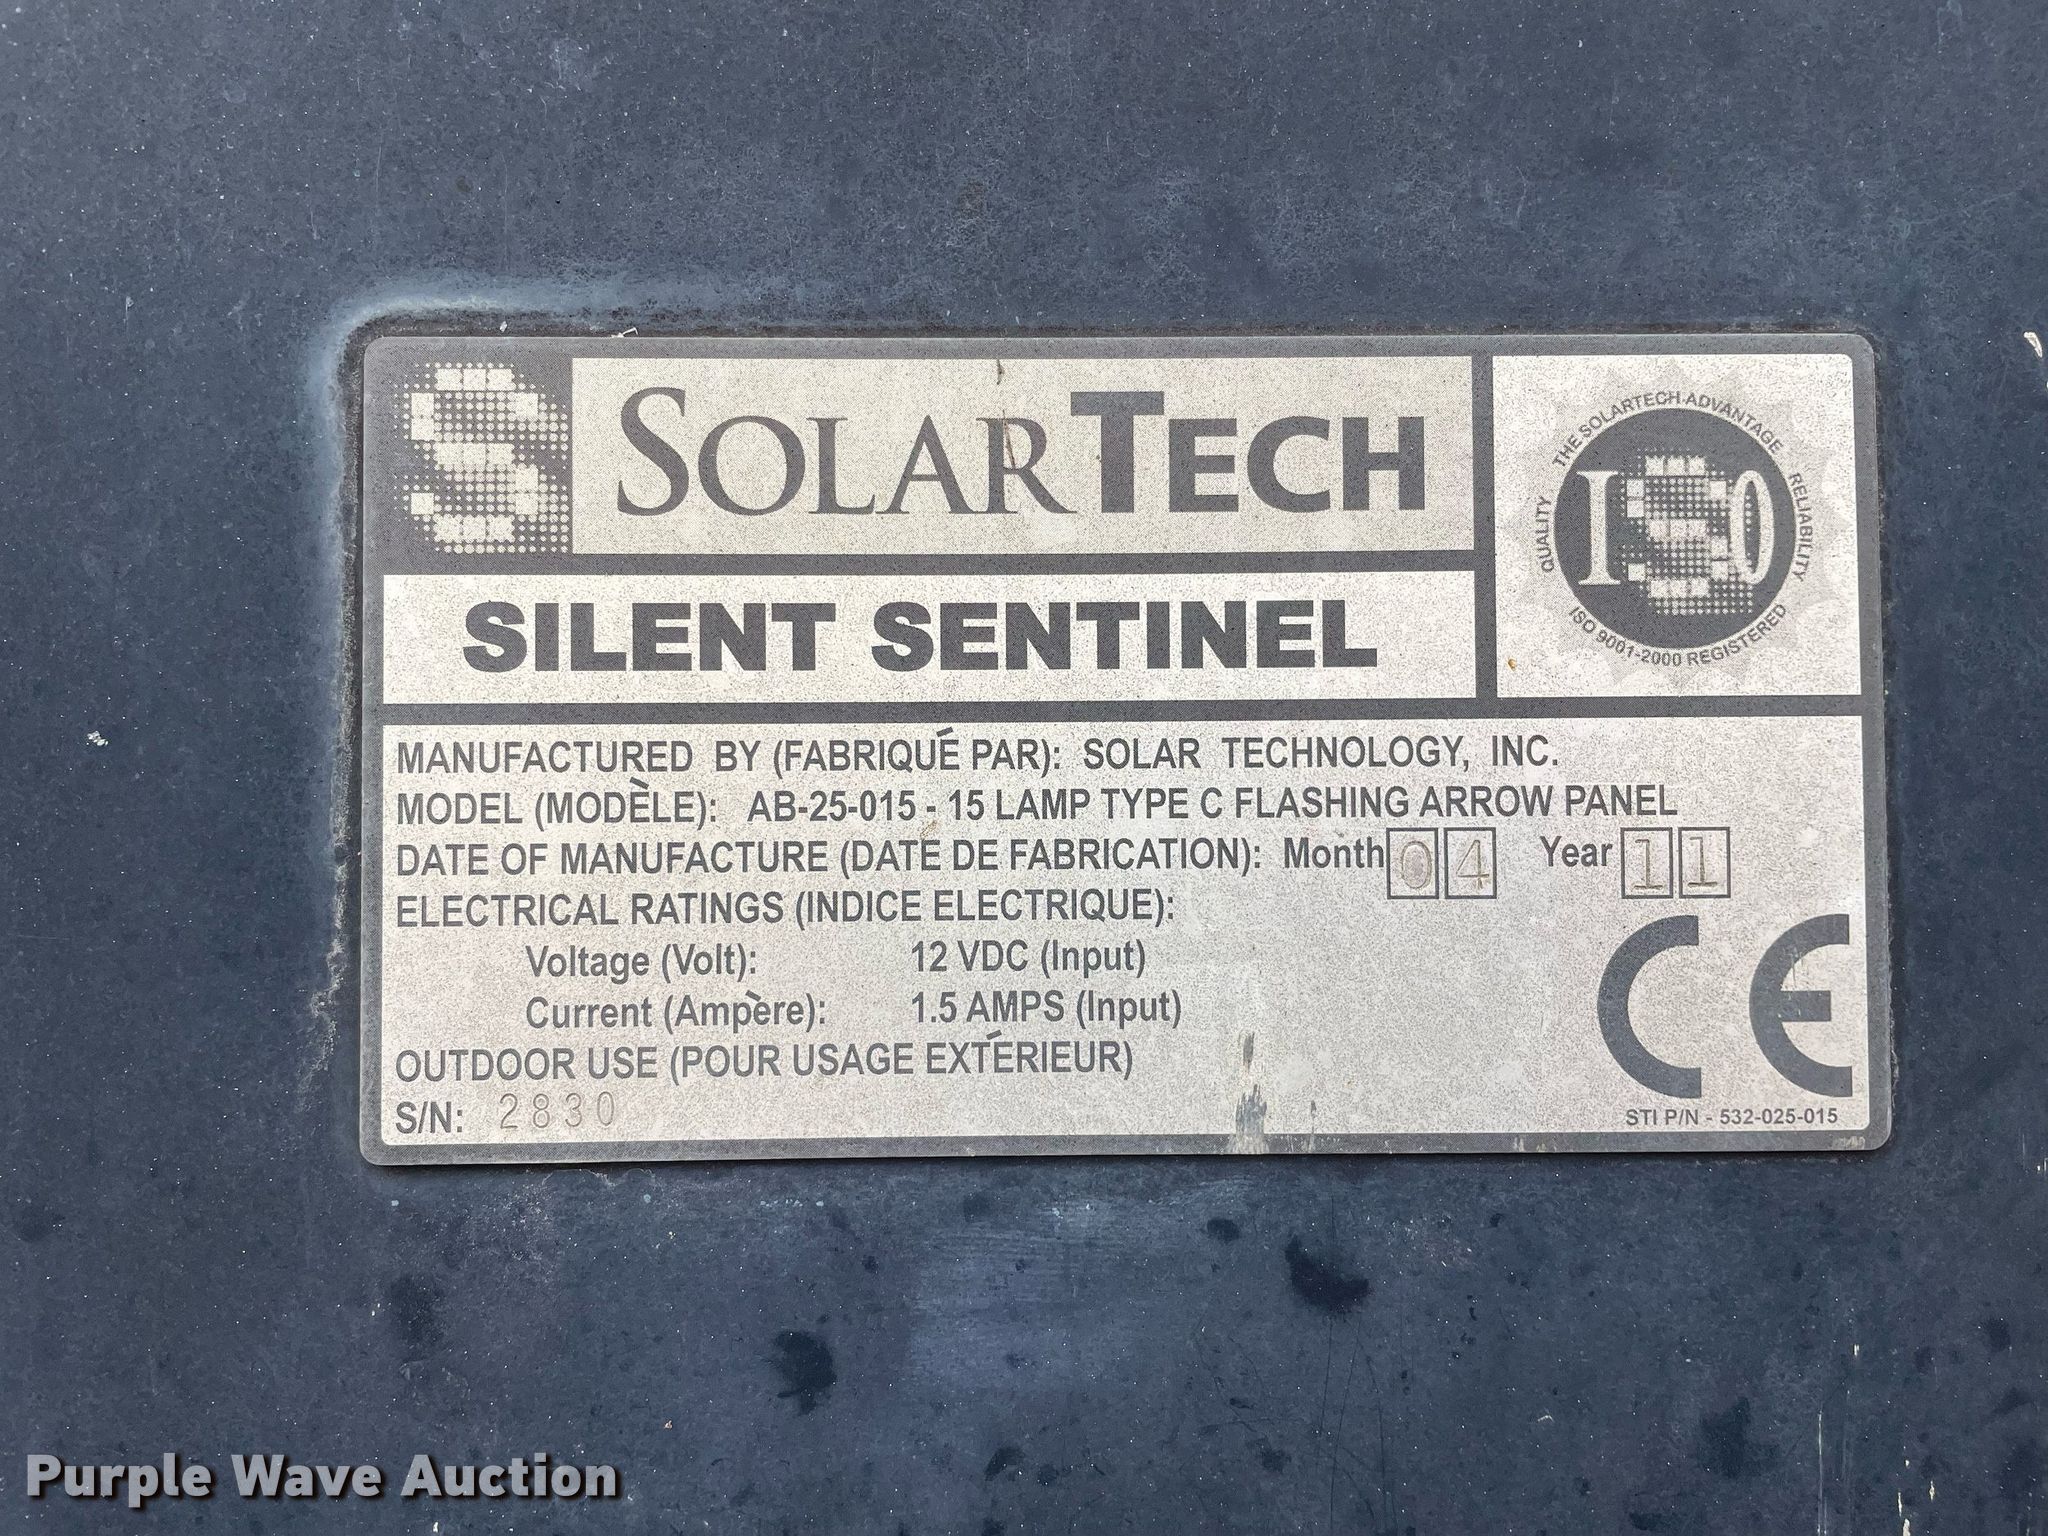 SOLARTECH
SILENT SENTINEL
THE SOLARTECH ADVANTAGE
QUALITY
RELIABILITY
ISO
ISO 9001-2000 REGISTERED
MANUFACTURED BY (FABRIQUÉ PAR): SOLAR TECHNOLOGY, INC.
MODEL (MODÈLE): AB-25-015 - 15 LAMP TYPE C FLASHING ARROW PANEL
DATE OF MANUFACTURE (DATE DE FABRICATION): Month 04 Year 11
ELECTRICAL RATINGS (INDICE ELECTRIQUE):
Voltage (Volt): 12 VDC (Input)
Current (Ampère): 1.5 AMPS (Input)
OUTDOOR USE (POUR USAGE EXTÉRIEUR)
S/N: 2830
CE
STI P/N - 532-025-015
Purple Wave Auction